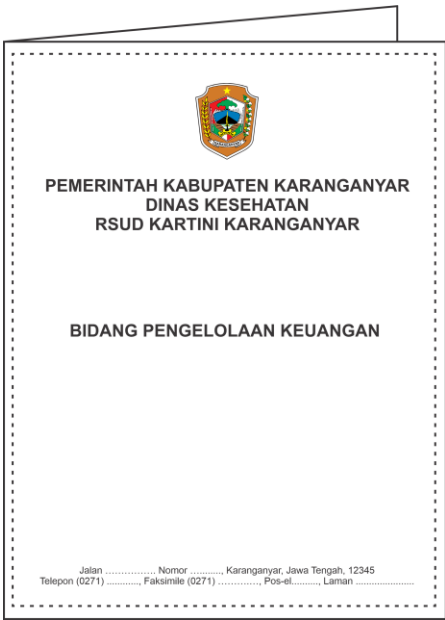 PEMERINTAH KABUPATEN KARANGANYAR
DINAS KESEHATAN
RSUD KARTINI KARANGANYAR
BIDANG PENGELOLAAN KEUANGAN
Jalan ................ Nomor .........., Karanganyar, Jawa Tengah, 12345
Telepon (0271) ..........., Faksimile (0271) ............., Pos-el........., Laman ....................